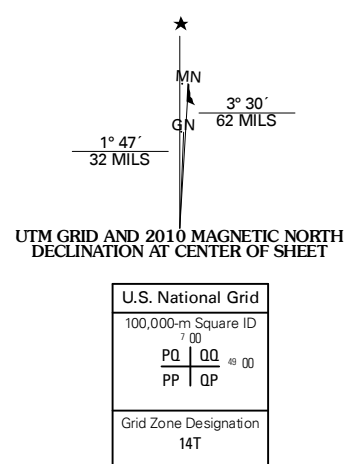 ★
MN
3° 30´
62 MILS
GN
1° 47´
32 MILS
UTM GRID AND 2010 MAGNETIC NORTH
DECLINATION AT CENTER OF SHEET
U.S. National Grid
100,000-m Square ID
7 00
PQ QQ 49 00
PP QP
Grid Zone Designation
14T